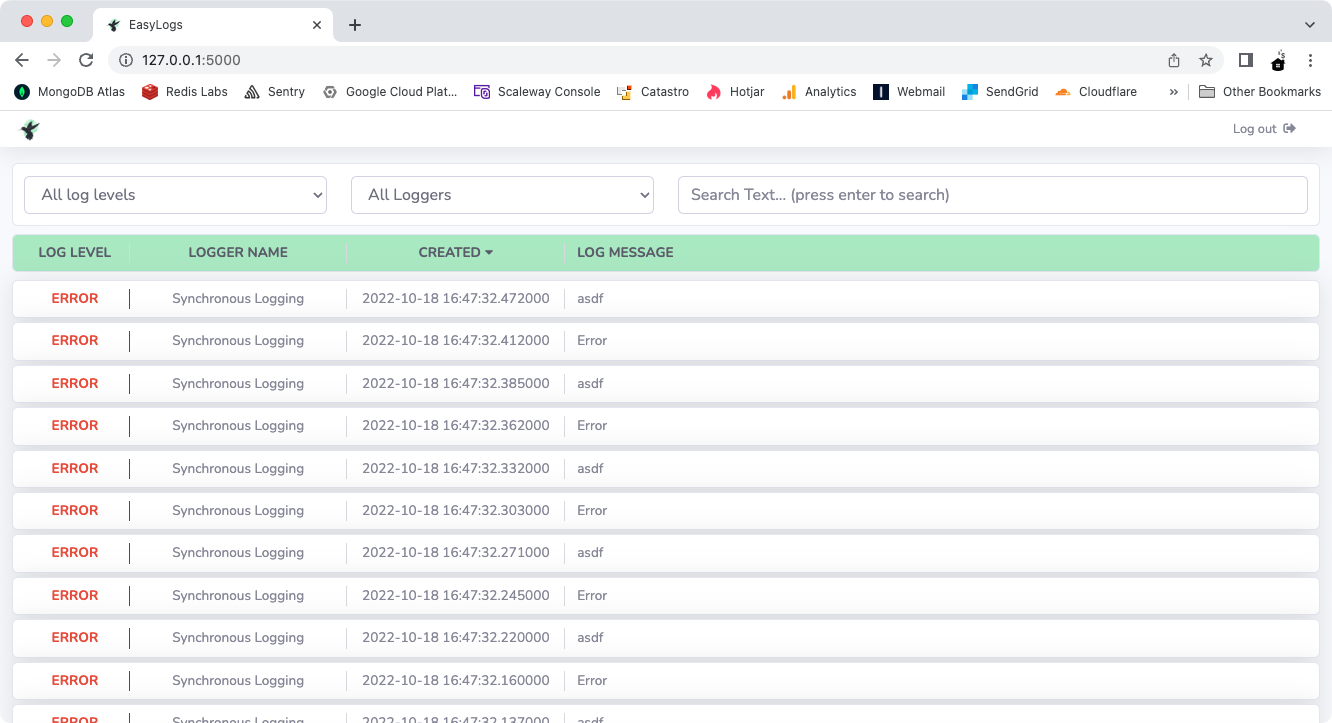 EasyLogs
127.0.0.1:5000
MongoDB Atlas Redis Labs Sentry Google Cloud Plat... Scaleway Console Catastro Hotjar Analytics Webmail SendGrid Cloudflare » Other Bookmarks
Log out
All log levels All Loggers Search Text... (press enter to search)
LOG LEVEL LOGGER NAME CREATED LOG MESSAGE
ERROR Synchronous Logging 2022-10-18 16:47:32.472000 asdf
ERROR Synchronous Logging 2022-10-18 16:47:32.412000 Error
ERROR Synchronous Logging 2022-10-18 16:47:32.385000 asdf
ERROR Synchronous Logging 2022-10-18 16:47:32.362000 Error
ERROR Synchronous Logging 2022-10-18 16:47:32.332000 asdf
ERROR Synchronous Logging 2022-10-18 16:47:32.303000 Error
ERROR Synchronous Logging 2022-10-18 16:47:32.271000 asdf
ERROR Synchronous Logging 2022-10-18 16:47:32.245000 Error
ERROR Synchronous Logging 2022-10-18 16:47:32.220000 asdf
ERROR Synchronous Logging 2022-10-18 16:47:32.160000 Error
ERROR Synchronous Logging 2022-10-18 16:47:32.137000 asdf